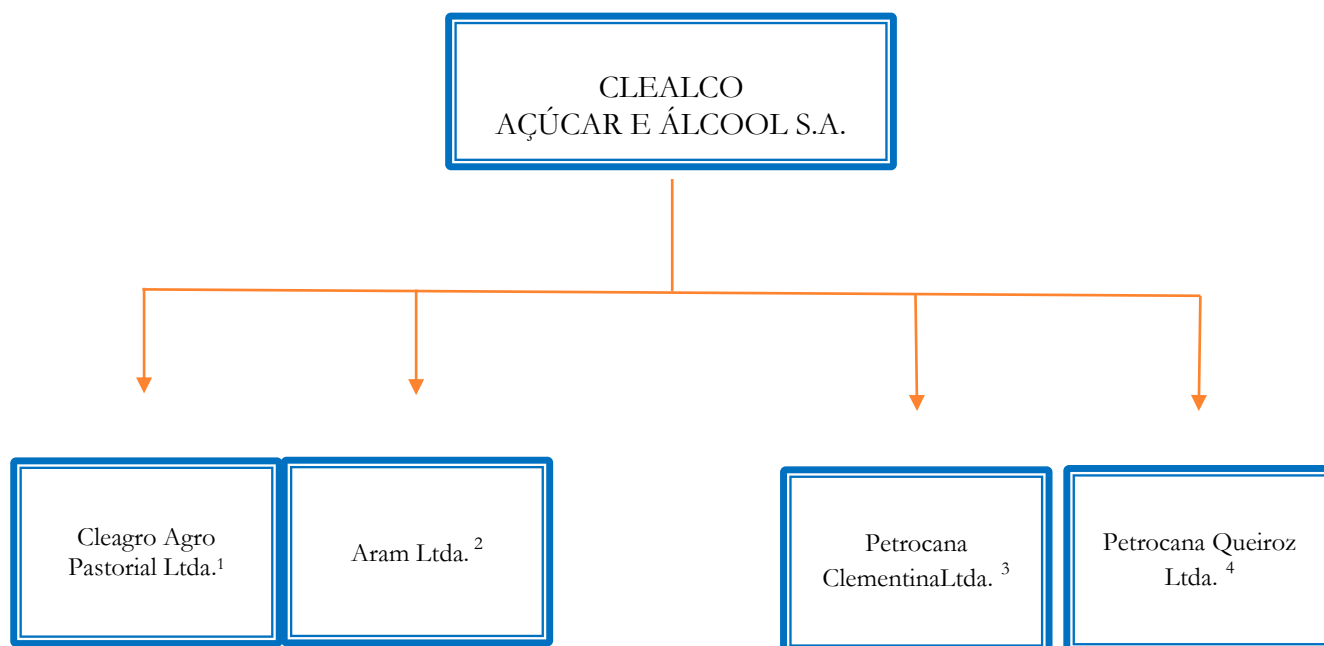 CLEALCO
AÇÚCAR E ÁLCOOL S.A.
Cleagro Agro
Pastorial Ltda.¹
Aram Ltda. ²
Petrocana
ClementinaLtda. ³
Petrocana Queiroz
Ltda. ⁴